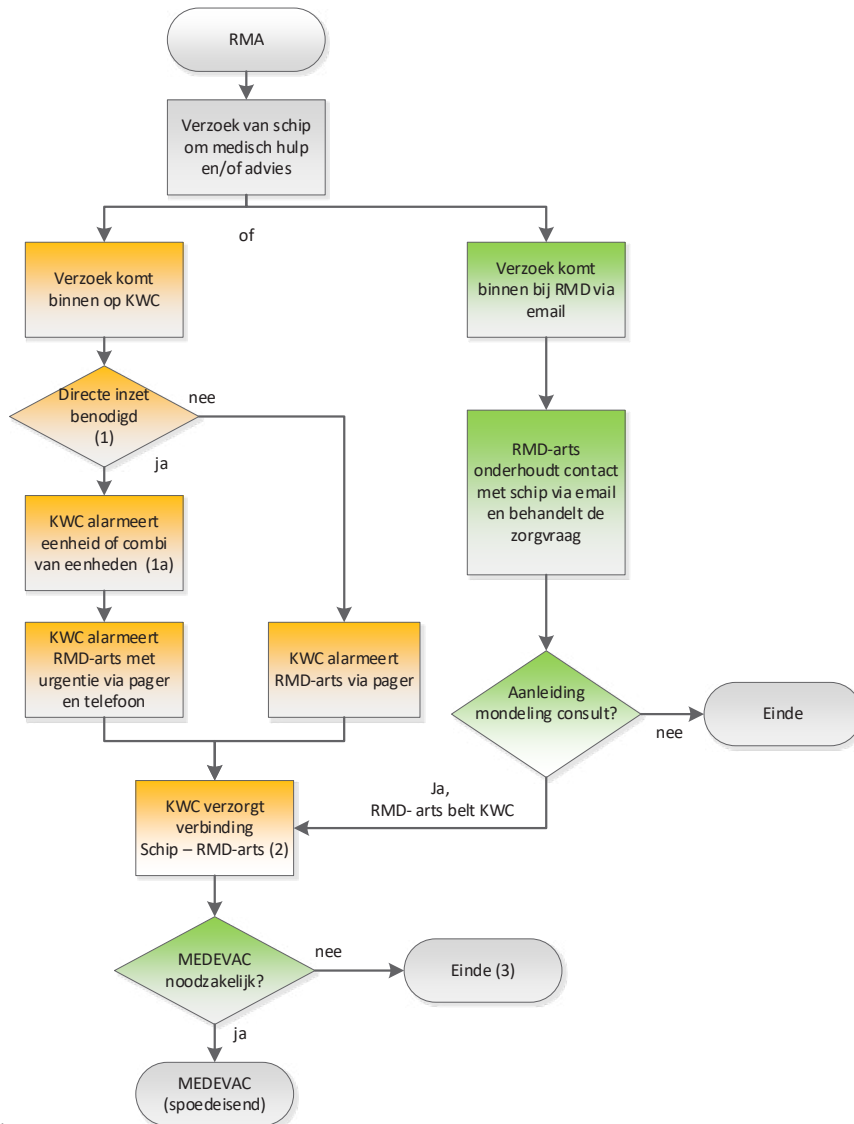 RMA
Verzoek van schip
om medisch hulp
en/of advies
of
Verzoek komt
binnen op KWC
Verzoek komt
binnen bij RMD via
email
Directe inzet
benodigd
(1)
nee
ja
RMD-arts
onderhoudt contact
met schip via email
en behandelt de
zorgvraag
KWC alarmeert
eenheid of combi
van eenheden (1a)
KWC alarmeert
RMD-arts met
urgentie via pager
en telefoon
KWC alarmeert
RMD-arts via pager
Aanleiding
mondeling consult?
nee
Einde
Ja,
RMD- arts belt KWC
KWC verzorgt
verbinding
Schip – RMD-arts (2)
MEDEVAC
noodzakelijk?
nee
Einde (3)
ja
MEDEVAC
(spoedeisend)